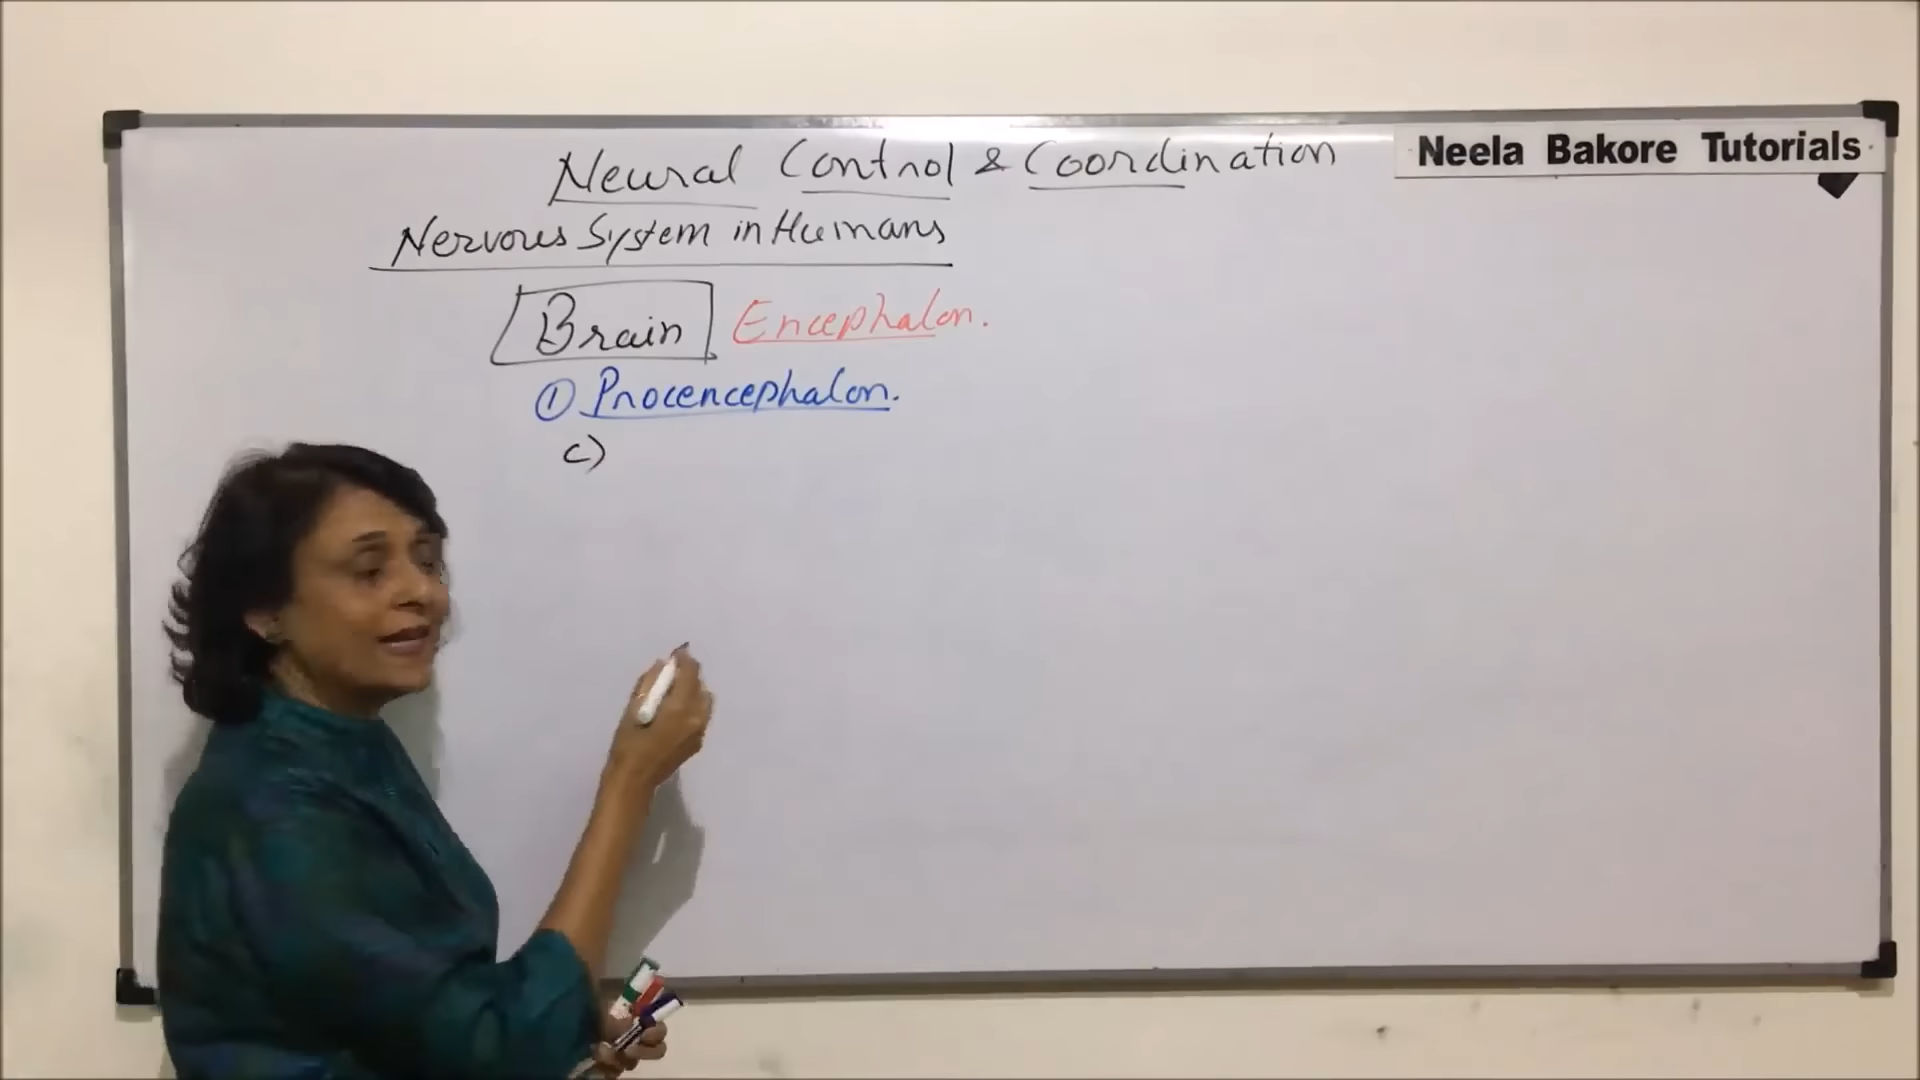 Neural Control & Coordination
Neela Bakore Tutorials
Nervous System in Humans
Brain Encephalon.
① Procencephalon.
c)